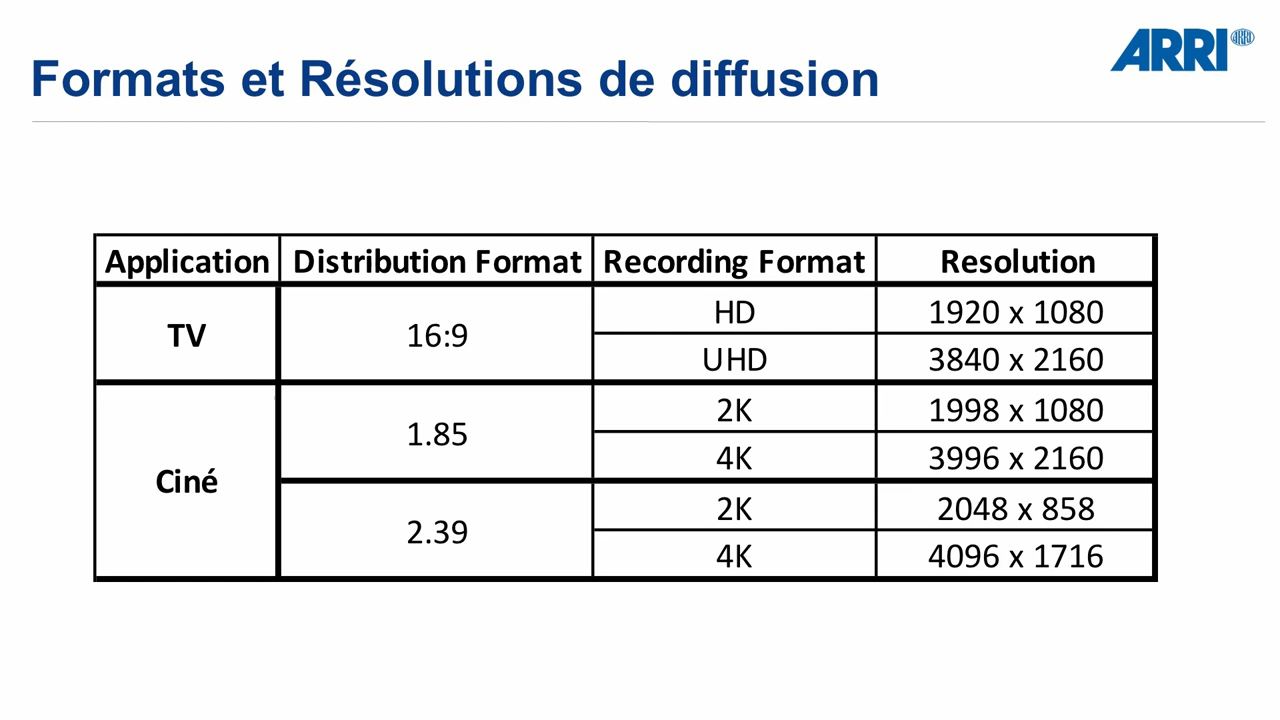 ARRI
Formats et Résolutions de diffusion
Application Distribution Format Recording Format Resolution
TV 16:9 HD 1920 x 1080
UHD 3840 x 2160
Ciné 1.85 2K 1998 x 1080
4K 3996 x 2160
2.39 2K 2048 x 858
4K 4096 x 1716